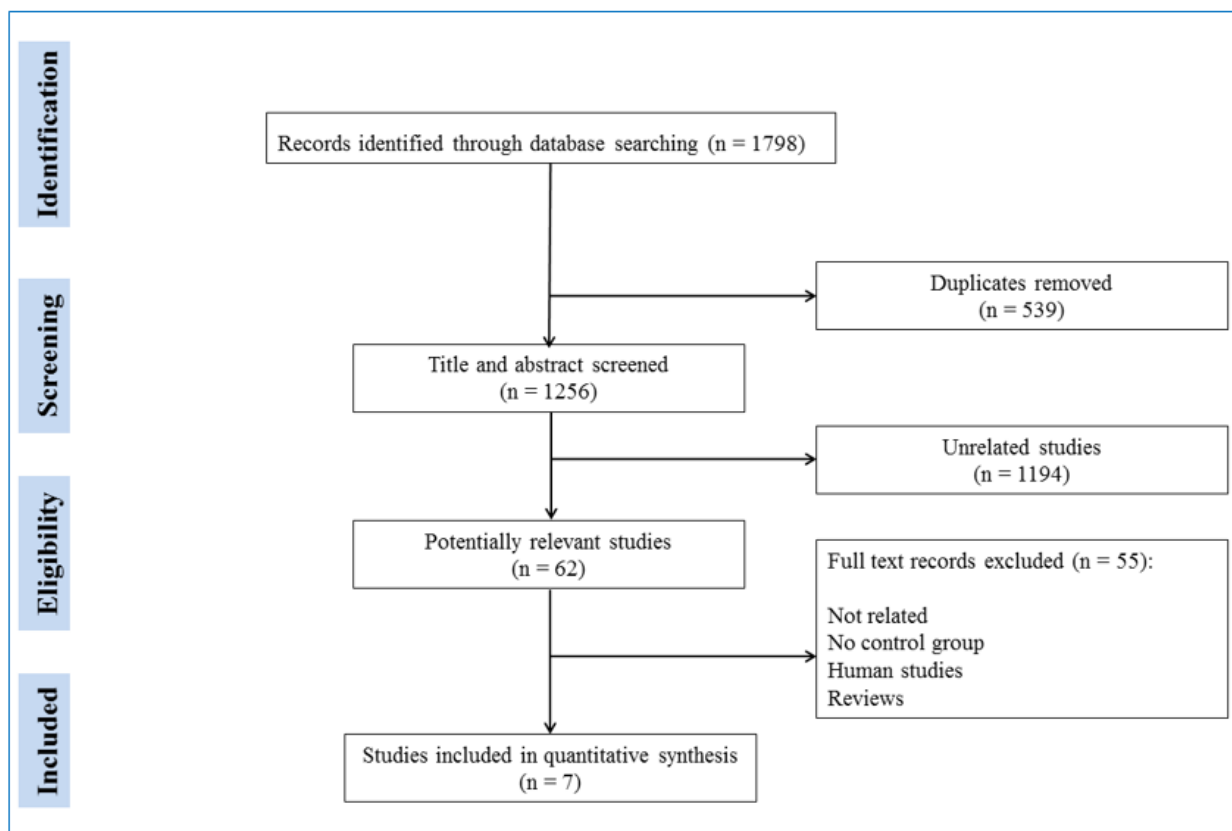 Identification
Records identified through database searching (n = 1798)
Duplicates removed
(n = 539)
Screening
Title and abstract screened
(n = 1256)
Unrelated studies
(n = 1194)
Eligibility
Potentially relevant studies
(n = 62)
Full text records excluded (n = 55):
Not related
No control group
Human studies
Reviews
Included
Studies included in quantitative synthesis
(n = 7)